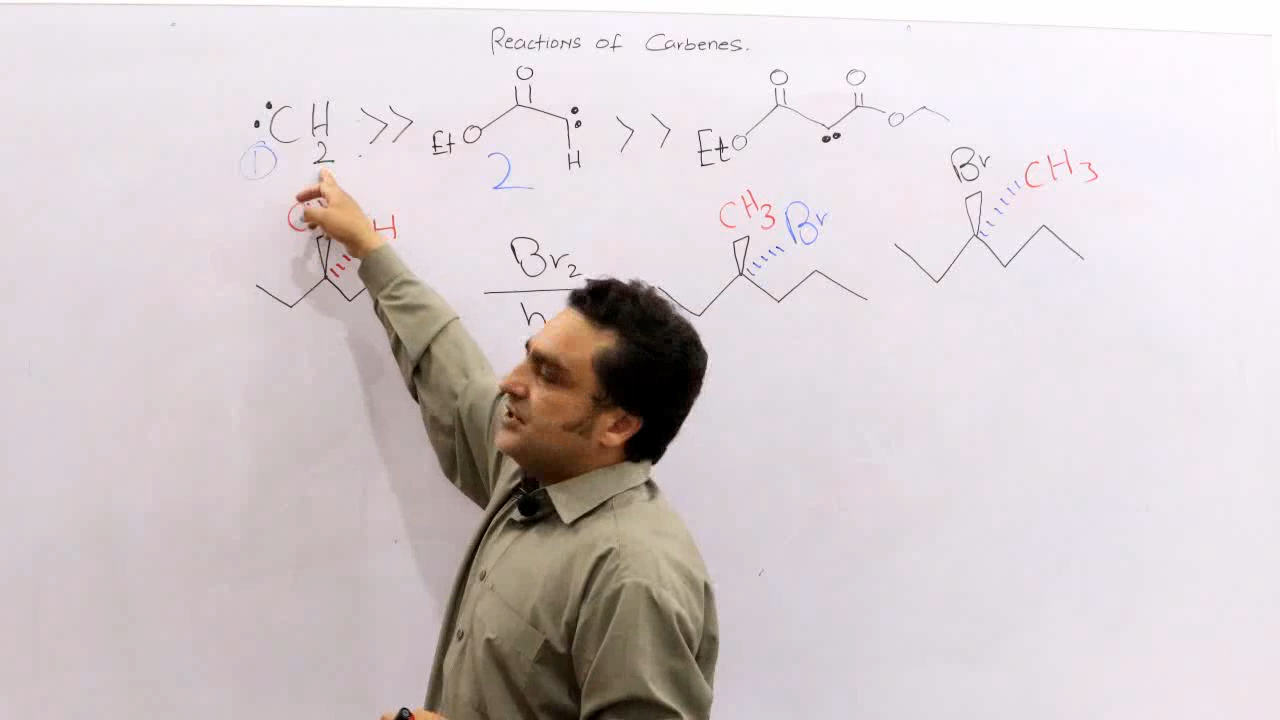 Reactions of Carbenes.
:CH2 >> EtO O H >> EtO O O O
1 2
Br
CH3
CH3 Br
H
Br2
h